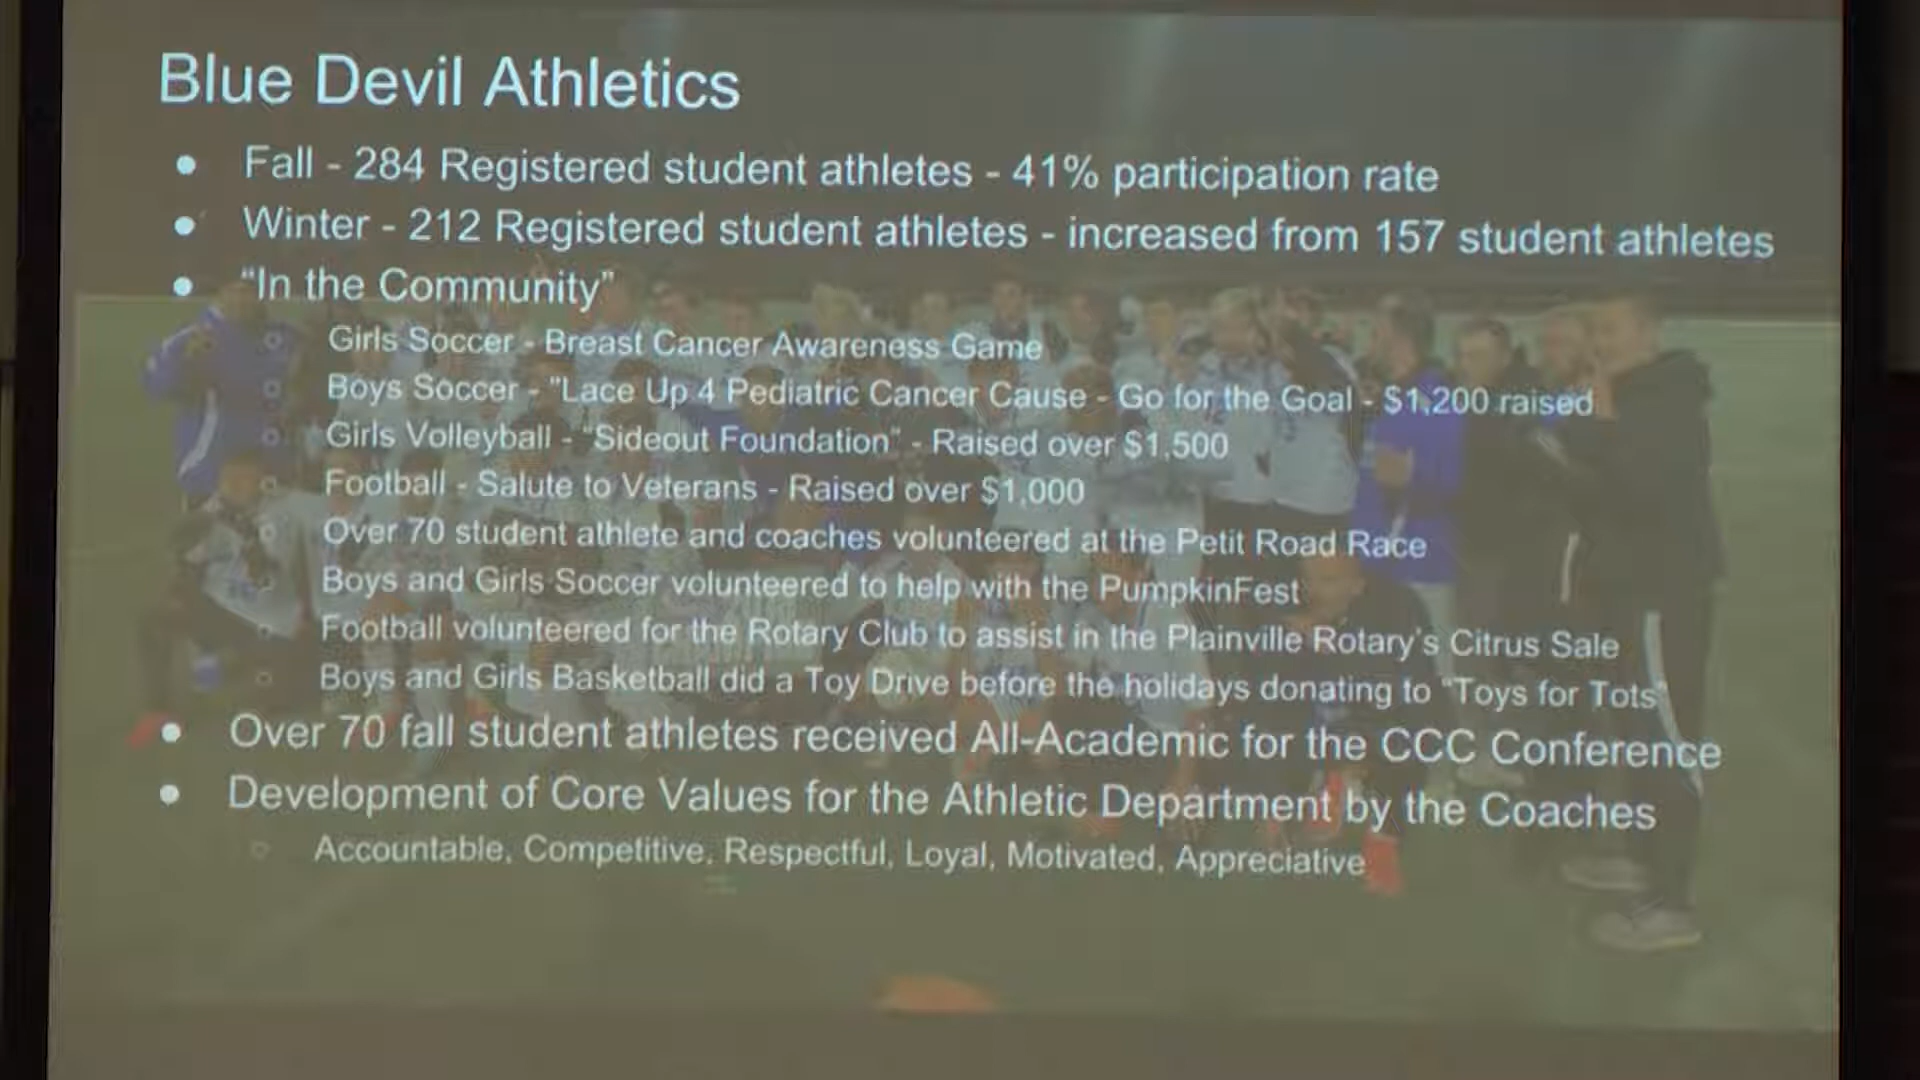 Blue Devil Athletics
● Fall - 284 Registered student athletes - 41% participation rate
● Winter - 212 Registered student athletes - increased from 157 student athletes
● “In the Community”
○ Girls Soccer - Breast Cancer Awareness Game
○ Boys Soccer - "Lace Up 4 Pediatric Cancer Cause - Go for the Goal - $1,200 raised
○ Girls Volleyball - “Sideout Foundation” - Raised over $1,500
○ Football - Salute to Veterans - Raised over $1,000
○ Over 70 student athlete and coaches volunteered at the Petit Road Race
○ Boys and Girls Soccer volunteered to help with the PumpkinFest
○ Football volunteered for the Rotary Club to assist in the Plainville Rotary’s Citrus Sale
○ Boys and Girls Basketball did a Toy Drive before the holidays donating to “Toys for Tots”
● Over 70 fall student athletes received All-Academic for the CCC Conference
● Development of Core Values for the Athletic Department by the Coaches
○ Accountable, Competitive, Respectful, Loyal, Motivated, Appreciative